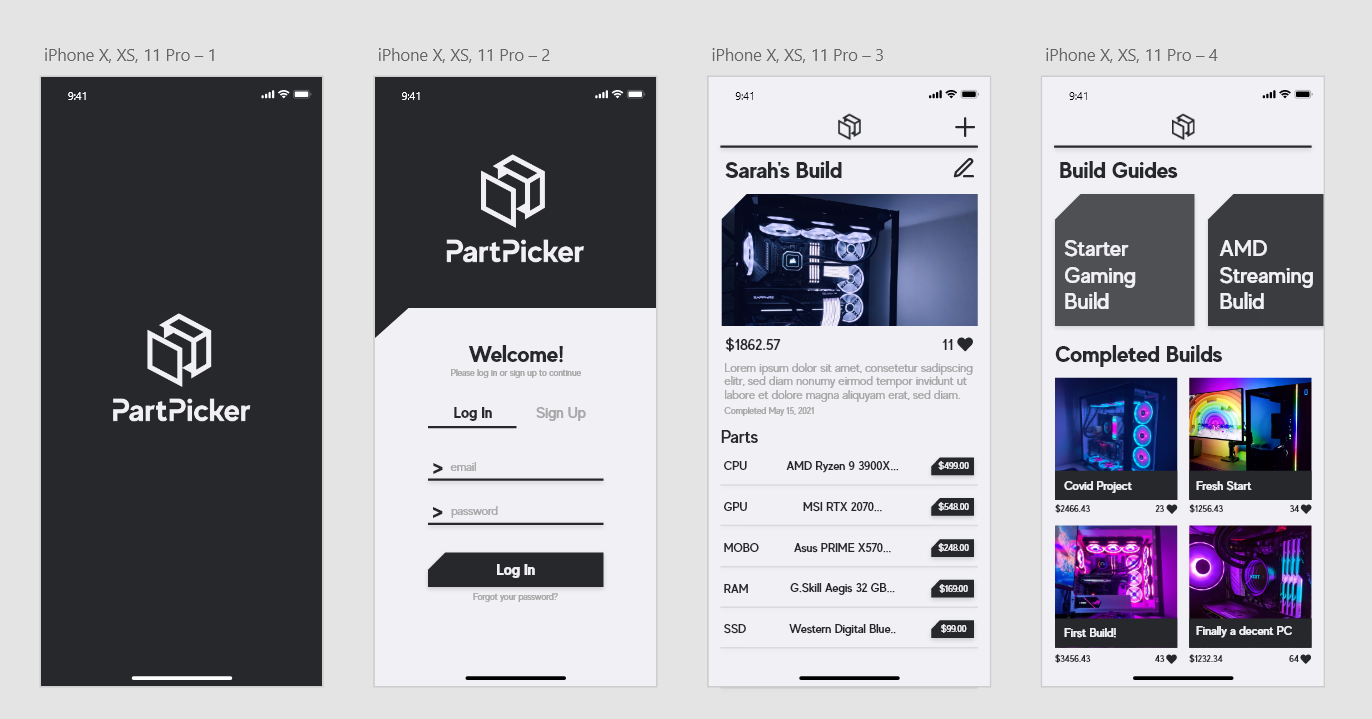 iPhone X, XS, 11 Pro – 1
9:41
PartPicker
iPhone X, XS, 11 Pro – 2
9:41
PartPicker
Welcome!
Please log in or sign up to continue
Log In
Sign Up
> email
> password
Log In
Forgot your password?
iPhone X, XS, 11 Pro – 3
9:41
Sarah's Build
SAPPHIRE
$1862.57
11
Lorem ipsum dolor sit amet, consetetur sadipscing
elitr, sed diam nonumy eirmod tempor invidunt ut
labore et dolore magna aliquyam erat, sed diam.
Completed May 15, 2021
Parts
CPU AMD Ryzen 9 3900X... $499.00
GPU MSI RTX 2070... $548.00
MOBO Asus PRIME X570... $248.00
RAM G.Skill Aegis 32 GB... $169.00
SSD Western Digital Blue.. $99.00
iPhone X, XS, 11 Pro – 4
9:41
Build Guides
Starter
Gaming
Build
AMD
Streaming
Bulid
Completed Builds
Covid Project
$2466.43 23
Fresh Start
$1256.43 34
First Build!
$3456.43 43
Finally a decent PC
$1232.34 64